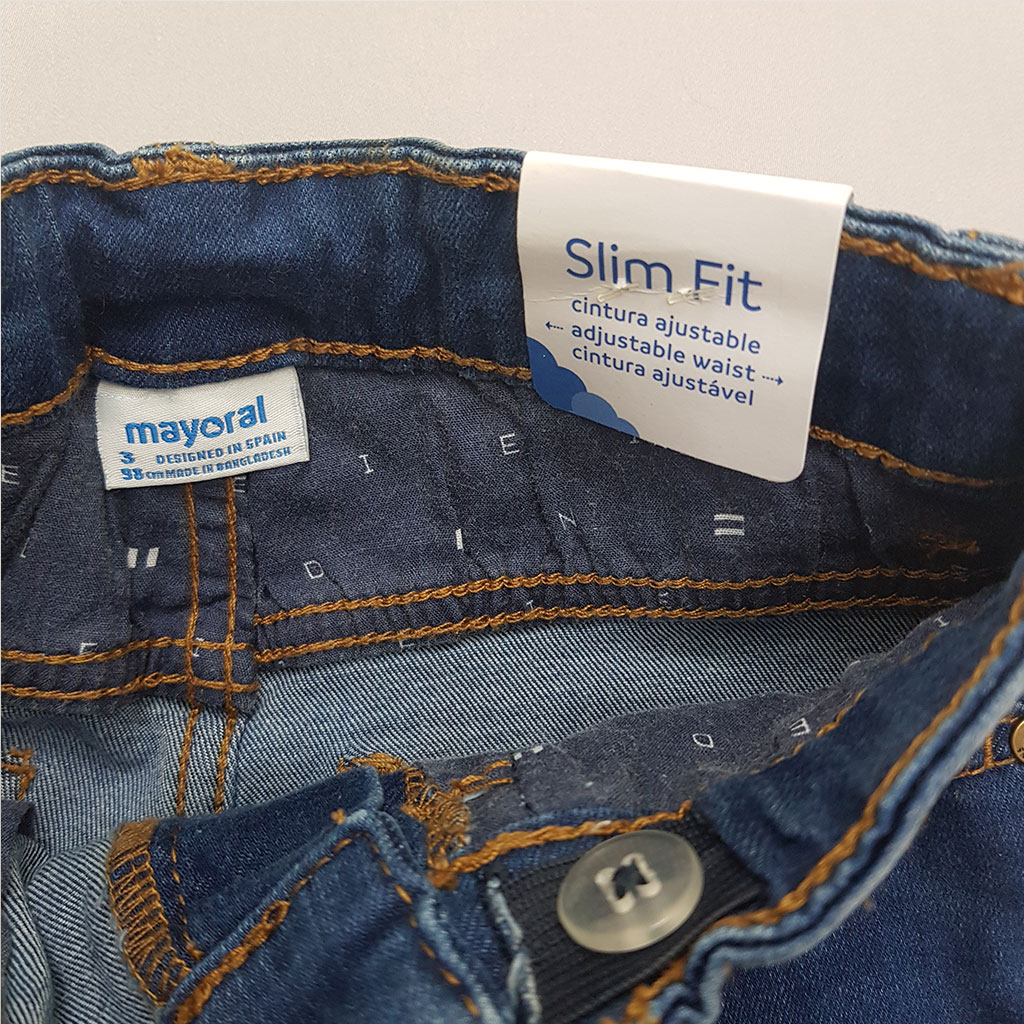 Slim Fit
cintura ajustable
adjustable waist
cintura ajustável
mayoral
3 DESIGNED IN SPAIN
98 cm MADE IN BANGLADESH